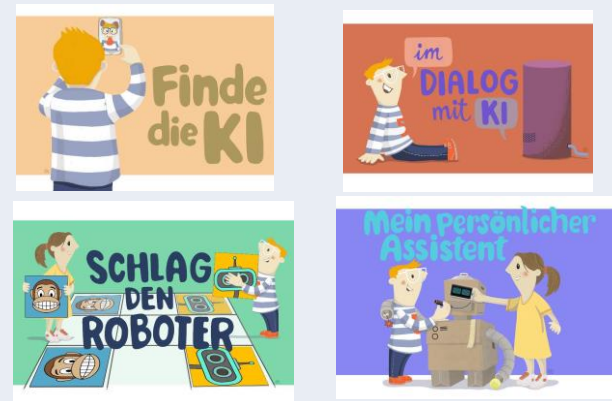 Finde
die KI
im
DIALOG
mit KI
SCHLAG
DEN
ROBOTER
Mein persönlicher
Assistent